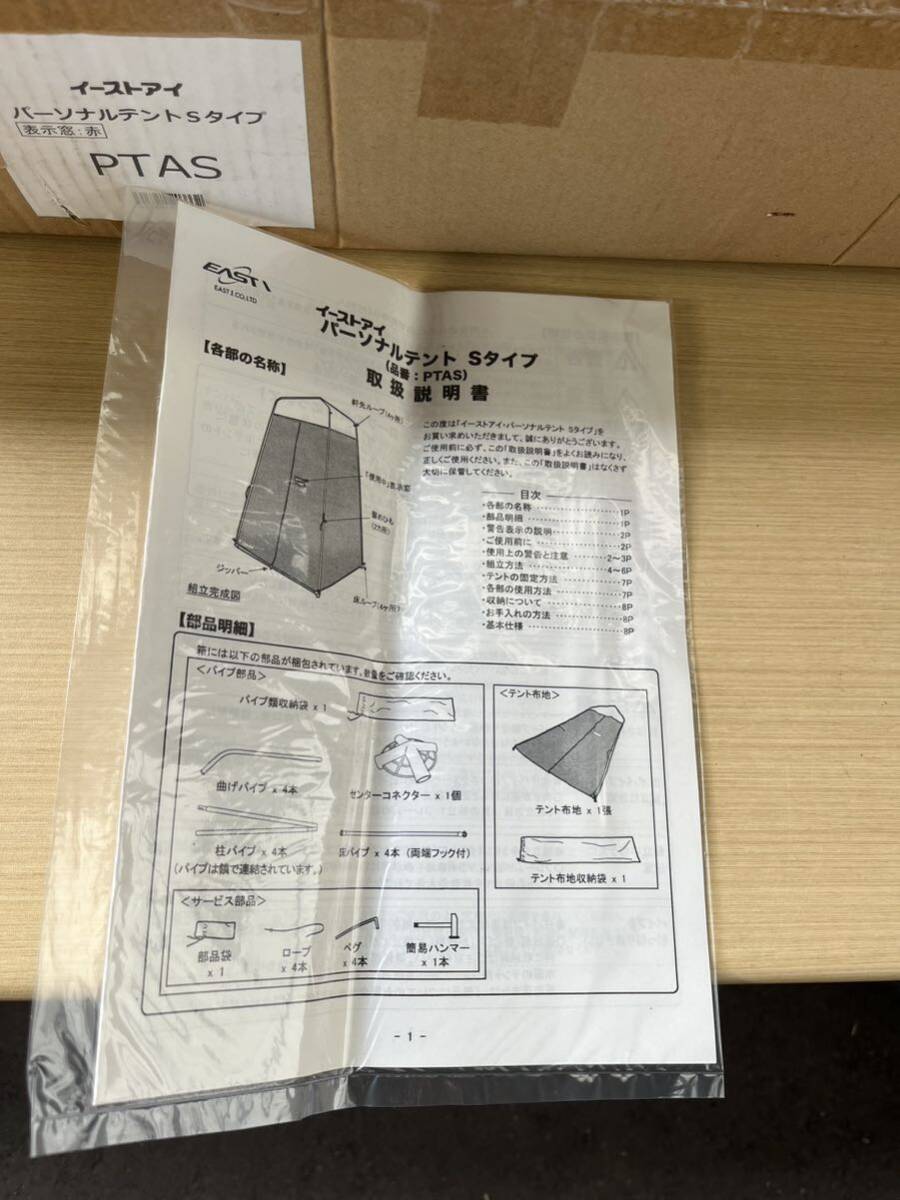 イーストアイ
パーソナルテントSタイプ
表示窓:赤
PTAS
EAST I
EAST I CO.,LTD
イーストアイ
パーソナルテント Sタイプ
(品番:PTAS)
取扱説明書
【各部の名称】
軒先ループ(4ヶ所)
「使用中」表示窓
ジッパー
組立完成図
この度は「イーストアイ・パーソナルテント Sタイプ」を
お買い求めいただきまして、誠にありがとうございます。
ご使用前に必ず、この「取扱説明書」をよくお読みになり、
正しくご使用ください。また、この「取扱説明書」はなくさず
大切に保管してください。
目次
・各部の名称 ………………… 1P
・部品明細 ………………… 1P
・警告表示の説明 ………………… 2P
・ご使用前に ………………… 2P
・使用上の警告と注意 ………… 2〜3P
・組立方法 ………………… 4〜6P
・テントの固定方法 ………………… 7P
・各部の使用方法 ………………… 7P
・収納について ………………… 8P
・お手入れの方法 ………………… 8P
・基本仕様 ………………… 8P
【部品明細】
箱には以下の部品が梱包されています。数量をご確認ください。
<パイプ部品>
パイプ類収納袋 x 1
曲げパイプ x 4本
センターコネクター x 1個
柱パイプ x 4本
(パイプは鎖で連結されています。)
床パイプ x 4本 (両端フック付)
<テント布地>
テント布地 x 1張
テント布地収納袋 x 1
<サービス部品>
部品袋
x 1
ロープ
x 4本
ペグ
x 4本
簡易ハンマー
x 1本
- 1 -